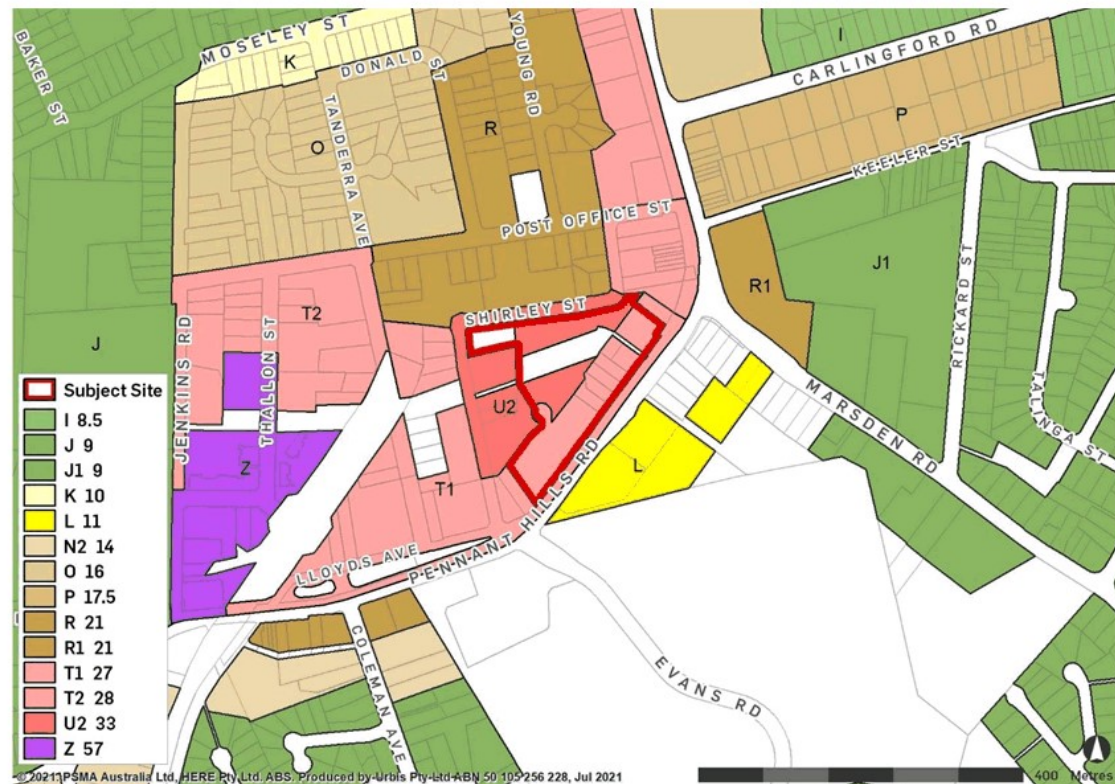 MOSELEY ST
BAKER ST
K
DONALD ST
YOUNG RD
I
CARLINGFORD RD
TANDERRA AVE
O
R
P
KEELER ST
POST OFFICE ST
J1
RICKARD ST
R1
T2
SHIRLEY ST
J
JENKINS RD
THALLON ST
TALINGA ST
MARSDEN RD
U2
Z
T1
L
LLOYDS AVE
PENNANT HILLS RD
COLEMAN AVE
EVANS RD
Subject Site
I 8.5
J 9
J1 9
K 10
L 11
N2 14
O 16
P 17.5
R 21
R1 21
T1 27
T2 28
U2 33
Z 57
© 2021. PSMA Australia Ltd, HERE Pty Ltd. ABS. Produced by Urbis Pty Ltd ABN 50 105 256 228, Jul 2021
400 Metres